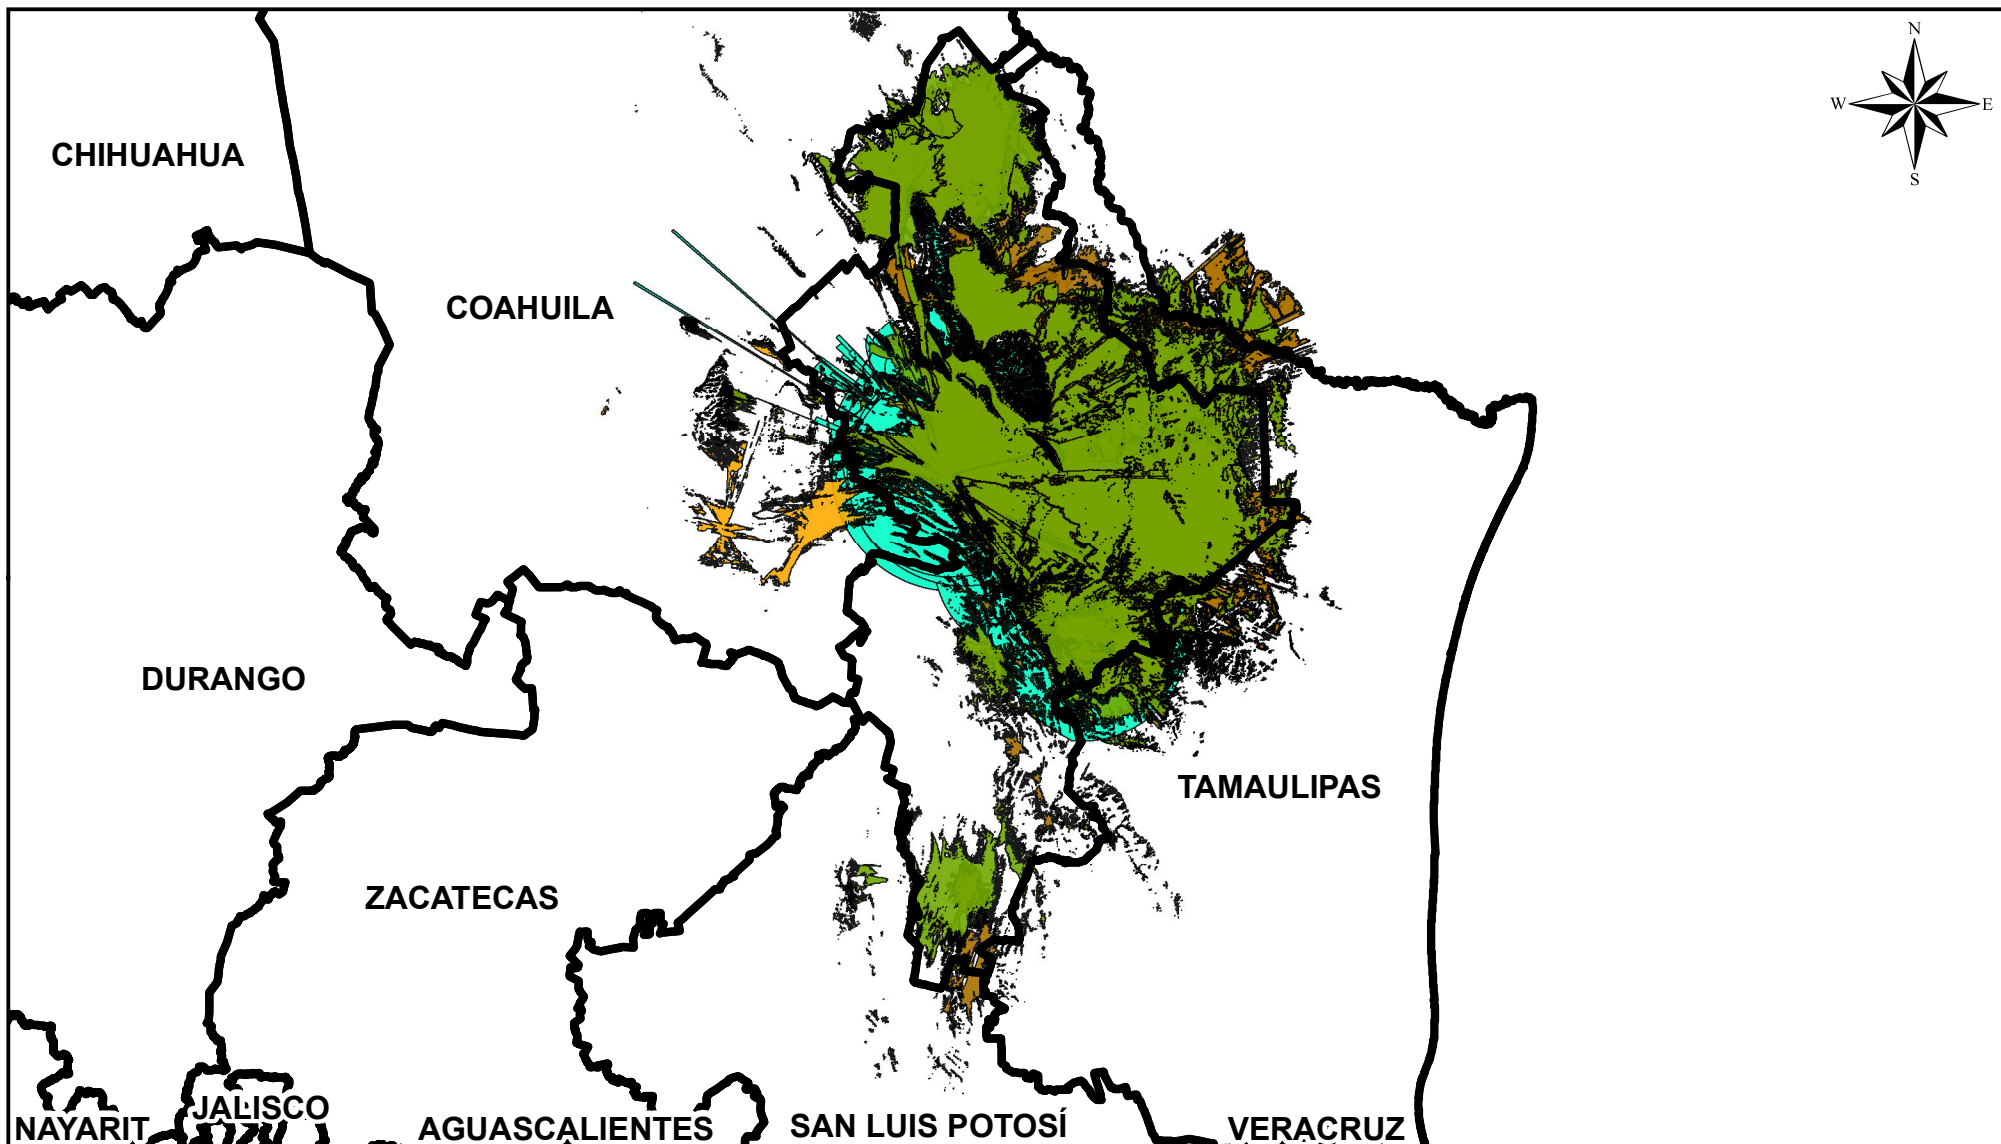 N
W E
S
CHIHUAHUA
COAHUILA
DURANGO
TAMAULIPAS
ZACATECAS
JALISCO
NAYARIT
AGUASCALIENTES
SAN LUIS POTOSÍ
VERACRUZ